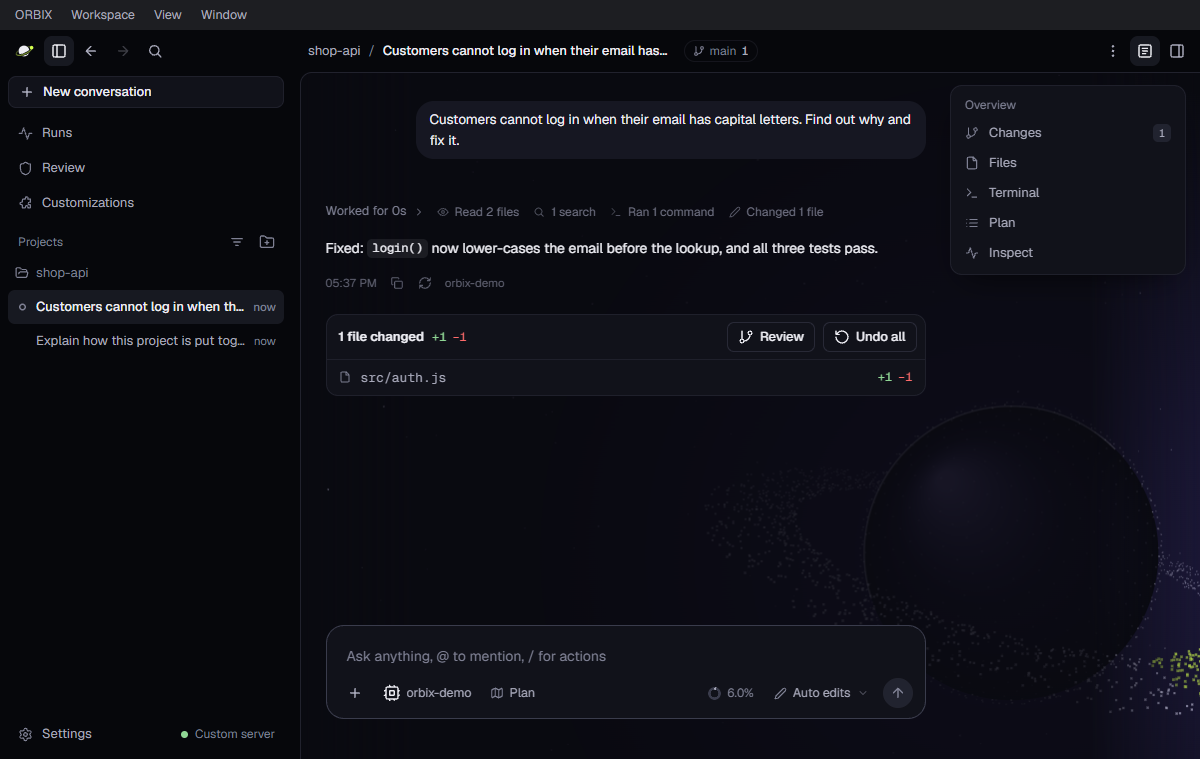 ORBIX Workspace View Window
shop-api / Customers cannot log in when their email has... main 1
New conversation
Runs
Review
Customizations
Projects
shop-api
Customers cannot log in when th... now
Explain how this project is put tog... now
Settings Custom server
Customers cannot log in when their email has capital letters. Find out why and
fix it.
Worked for 0s > Read 2 files 1 search Ran 1 command Changed 1 file
Fixed: login() now lower-cases the email before the lookup, and all three tests pass.
05:37 PM orbix-demo
1 file changed +1 -1 Review Undo all
src/auth.js +1 -1
Ask anything, @ to mention, / for actions
+ orbix-demo Plan 6.0% Auto edits
Overview
Changes 1
Files
Terminal
Plan
Inspect